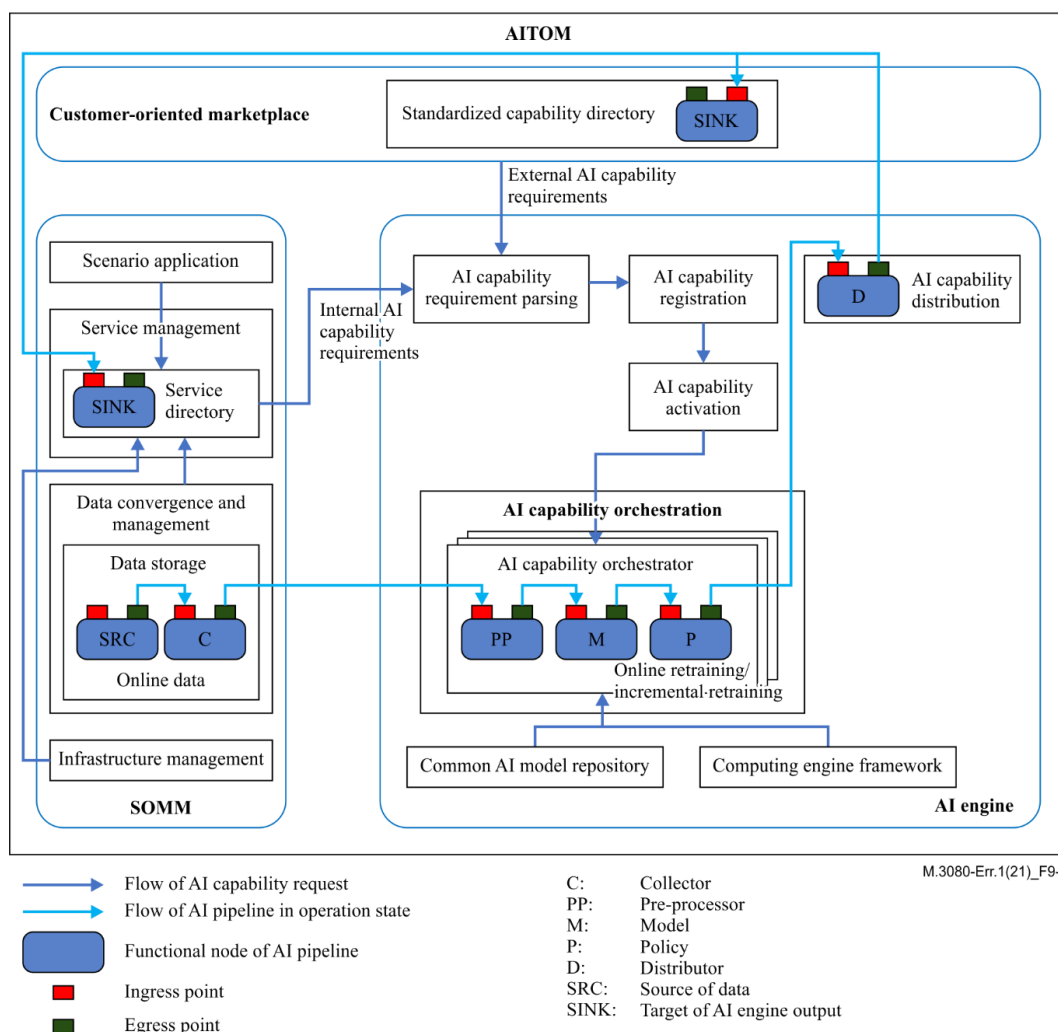 AITOM
Customer-oriented marketplace
Standardized capability directory
SINK
External AI capability
requirements
Scenario application
Service management
SINK
Service
directory
Internal AI
capability
requirements
AI capability
requirement parsing
AI capability
registration
D
AI capability
distribution
AI capability
activation
Data convergence and
management
Data storage
SRC
C
Online data
AI capability orchestration
AI capability orchestrator
PP
M
P
Online retraining/
incremental-retraining
Infrastructure management
SOMM
Common AI model repository
Computing engine framework
AI engine
M.3080-Err.1(21)_F9-
Flow of AI capability request
Flow of AI pipeline in operation state
Functional node of AI pipeline
Ingress point
Egress point
C: Collector
PP: Pre-processor
M: Model
P: Policy
D: Distributor
SRC: Source of data
SINK: Target of AI engine output